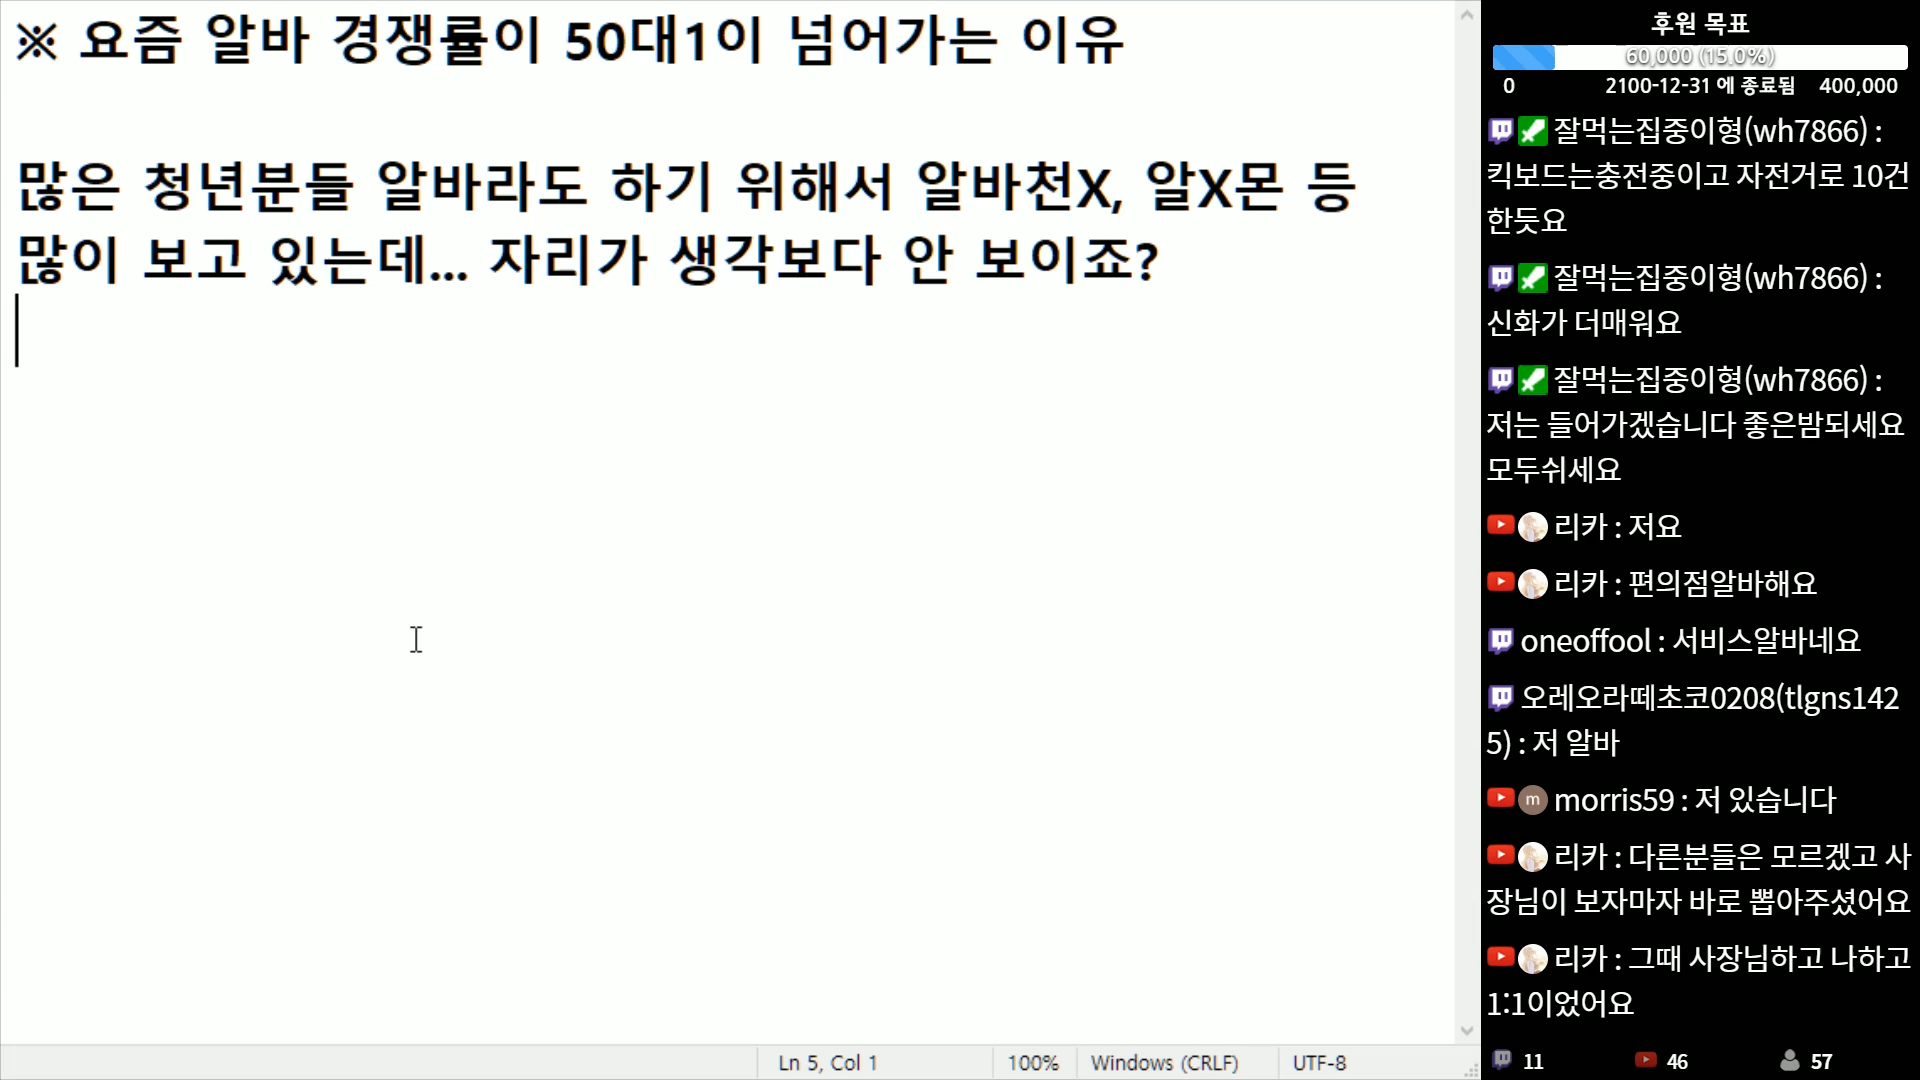 ※ 요즘 알바 경쟁률이 50대1이 넘어가는 이유
많은 청년분들 알바라도 하기 위해서 알바천X, 알X몬 등
많이 보고 있는데... 자리가 생각보다 안 보이죠?
Ln 5, Col 1
100%
Windows (CRLF)
UTF-8
후원 목표
60,000 (15.0%)
0 2100-12-31 에 종료됨 400,000
잘먹는집중이형(wh7866) :
킥보드는충전중이고 자전거로 10건
한듯요
잘먹는집중이형(wh7866) :
신화가 더매워요
잘먹는집중이형(wh7866) :
저는 들어가겠습니다 좋은밤되세요
모두쉬세요
리카 : 저요
리카 : 편의점알바해요
oneoffool : 서비스알바네요
오레오라떼초코0208(tlgns142
5) : 저 알바
m morris59 : 저 있습니다
리카 : 다른분들은 모르겠고 사
장님이 보자마자 바로 뽑아주셨어요
리카 : 그때 사장님하고 나하고
1:1이었어요
11 46 57